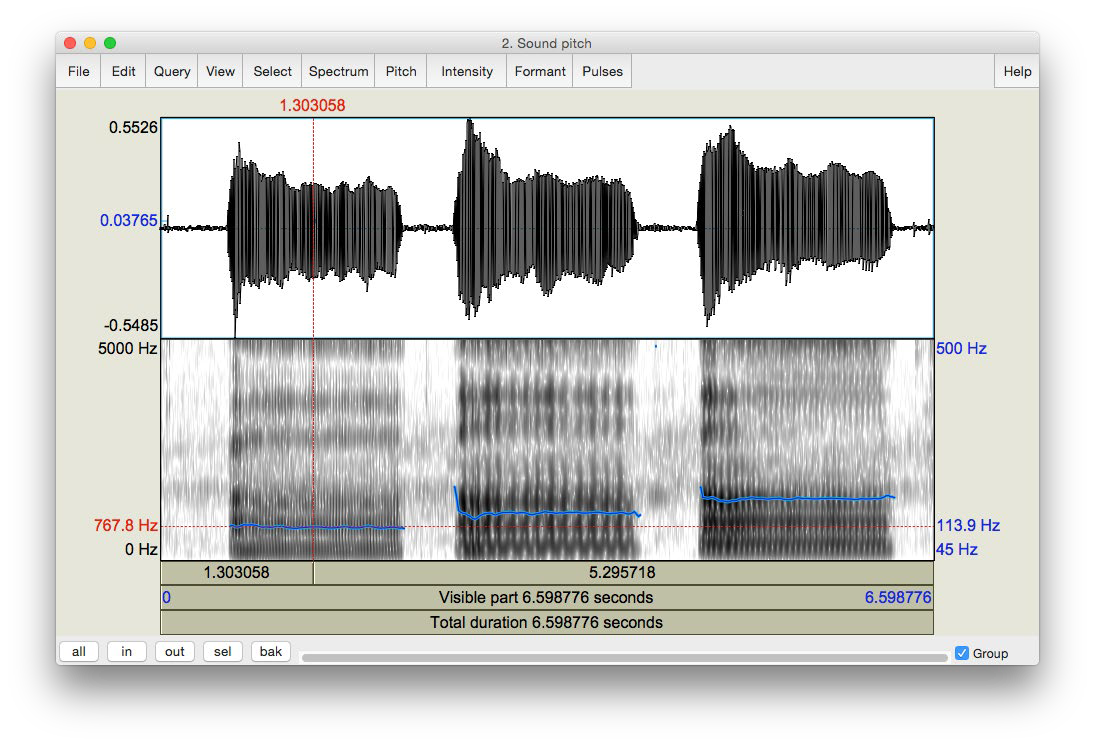 2. Sound pitch
File Edit Query View Select Spectrum Pitch Intensity Formant Pulses Help
1.303058
0.5526
0.03765
-0.5485
5000 Hz 500 Hz
767.8 Hz 113.9 Hz
0 Hz 45 Hz
1.303058 5.295718
0 Visible part 6.598776 seconds 6.598776
Total duration 6.598776 seconds
all in out sel bak Group